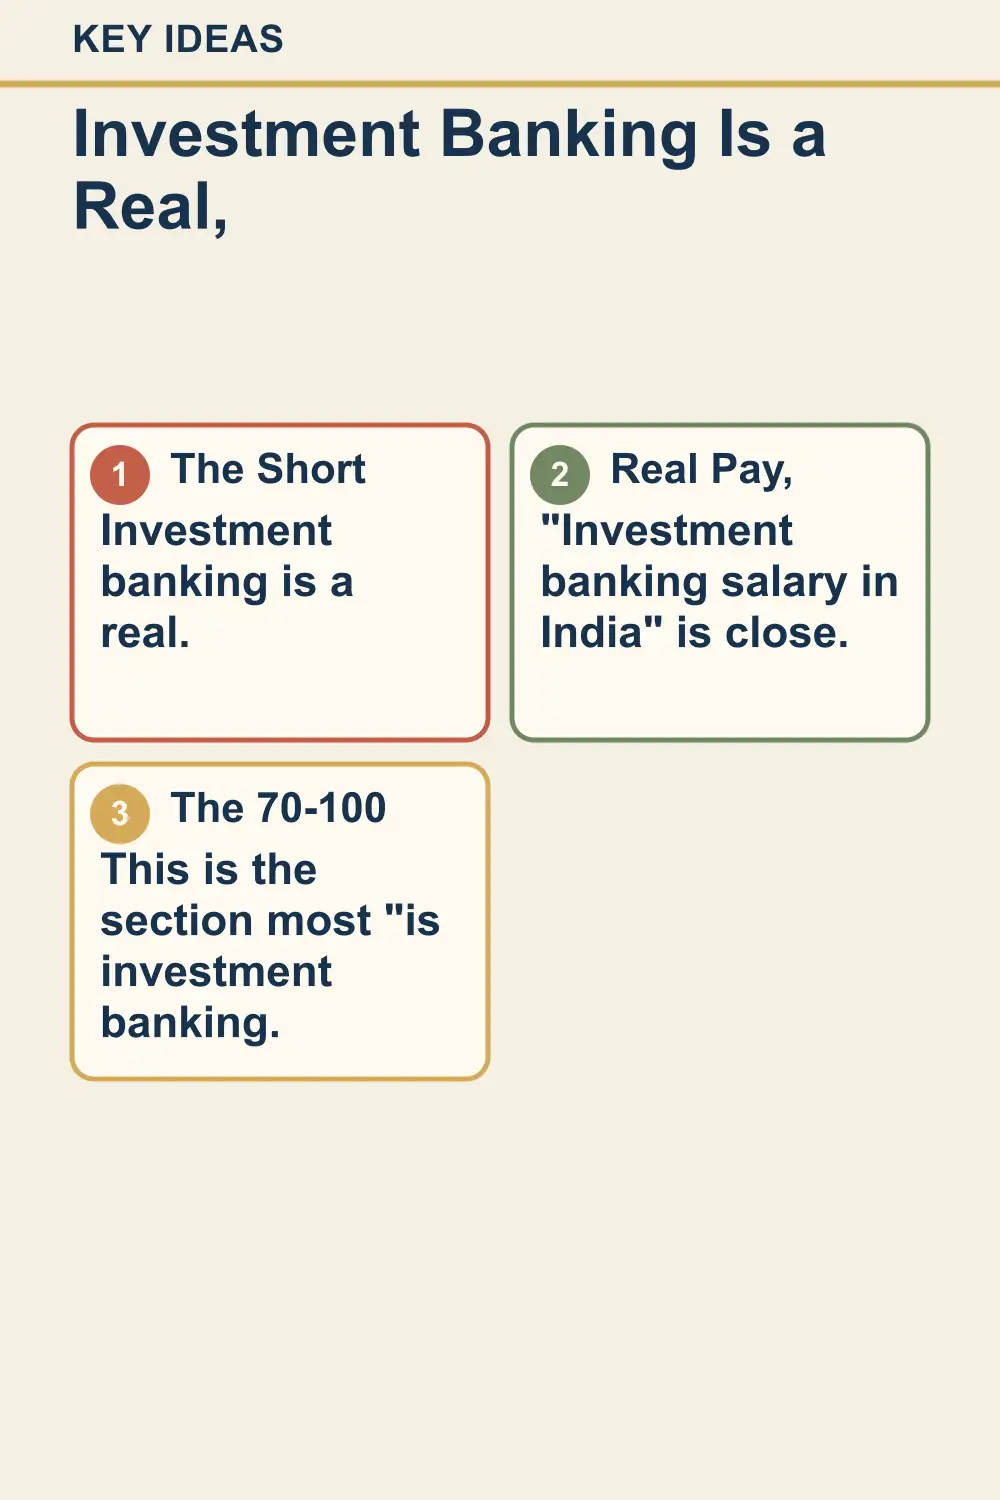 KEY IDEAS
Investment Banking Is a
Real,
1 The Short
Investment
banking is a
real.
2 Real Pay,
"Investment
banking salary in
India" is close.
3 The 70-100
This is the
section most "is
investment
banking.